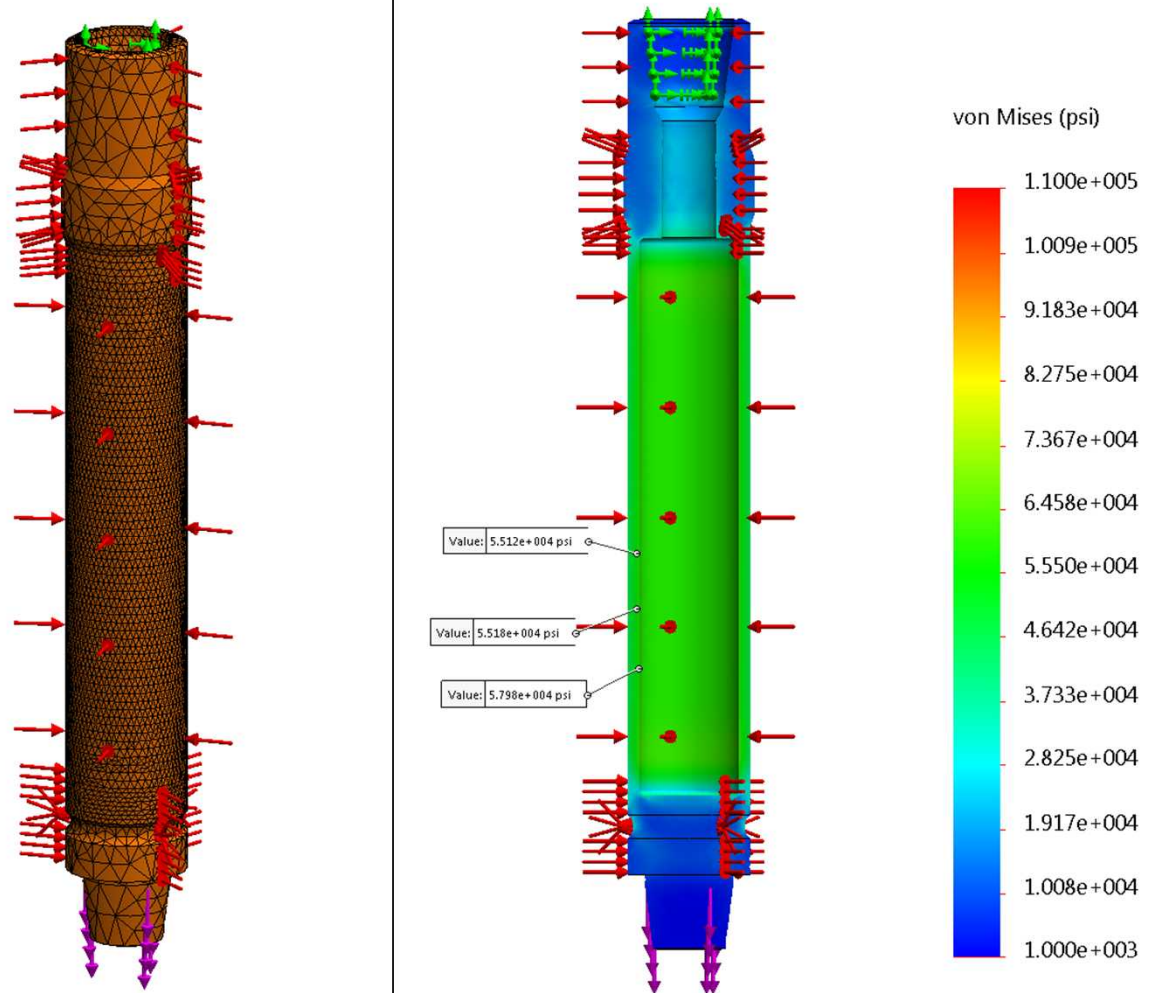 von Mises (psi)
1.100e+005
1.009e+005
9.183e+004
8.275e+004
7.367e+004
6.458e+004
5.550e+004
4.642e+004
3.733e+004
2.825e+004
1.917e+004
1.008e+004
1.000e+003
Value: 5.512e+004 psi
Value: 5.518e+004 psi
Value: 5.798e+004 psi